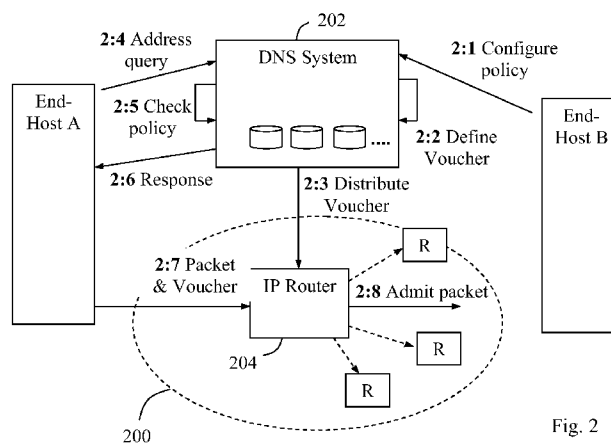 202
2:4 Address
query
DNS System
2:1 Configure
policy
End-
Host A
2:5 Check
policy
....
2:2 Define
Voucher
End-
Host B
2:6 Response
2:3 Distribute
Voucher
R
2:7 Packet
& Voucher
IP Router
2:8 Admit packet
204
R
R
200
Fig. 2